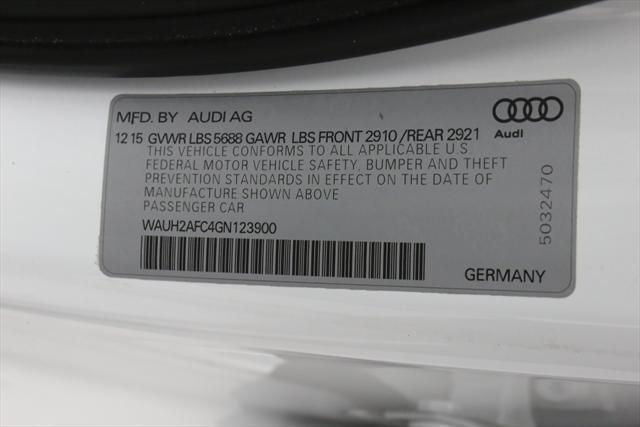 MFD. BY AUDI AG
Audi
12 15 GVWR LBS 5688 GAWR LBS FRONT 2910 / REAR 2921
THIS VEHICLE CONFORMS TO ALL APPLICABLE U.S.
FEDERAL MOTOR VEHICLE SAFETY, BUMPER AND THEFT
PREVENTION STANDARDS IN EFFECT ON THE DATE OF
MANUFACTURE SHOWN ABOVE
PASSENGER CAR
WAUH2AFC4GN123900
5032470
GERMANY